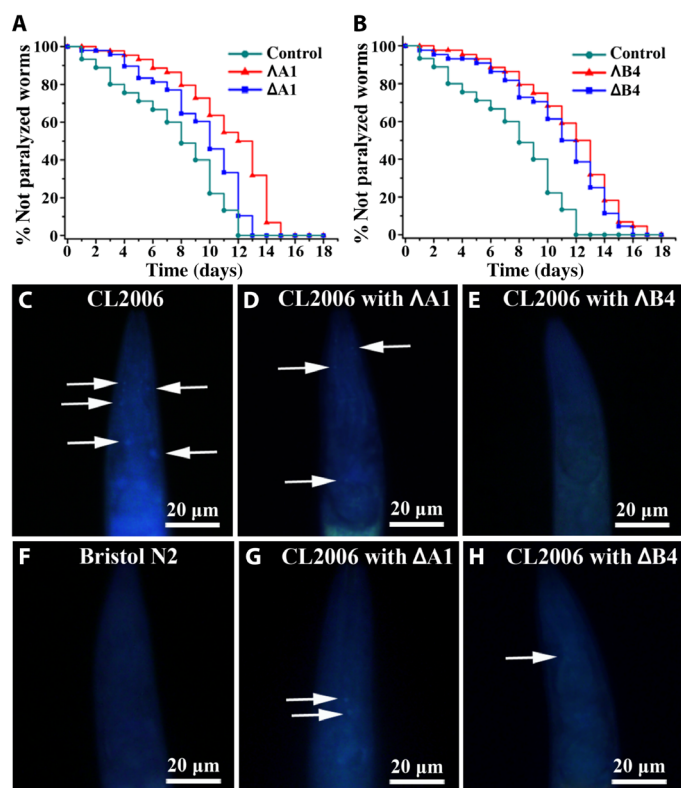 A
B
Control
ΛA1
ΔA1
Control
ΛB4
ΔB4
% Not paralyzed worms
100
80
60
40
20
0
0 2 4 6 8 10 12 14 16 18
Time (days)
% Not paralyzed worms
100
80
60
40
20
0
0 2 4 6 8 10 12 14 16 18
Time (days)
C CL2006
20 µm
D CL2006 with ΛA1
20 µm
E CL2006 with ΛB4
20 µm
F Bristol N2
20 µm
G CL2006 with ΔA1
20 µm
H CL2006 with ΔB4
20 µm